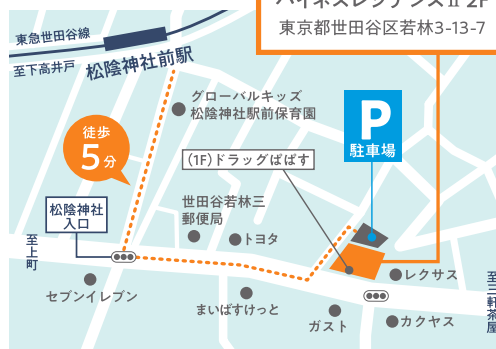 ハイネスレジデンスⅡ 2F
東京都世田谷区若林3-13-7
東急世田谷線
至下高井戸
松陰神社前駅
グローバルキッズ
松陰神社駅前保育園
P
駐車場
徒歩
5分
(1F)ドラッグぱぱす
松陰神社
入口
世田谷若林三
郵便局
トヨタ
至上町
レクサス
至三軒茶屋
セブンイレブン
まいばすけっと
ガスト
カクヤス